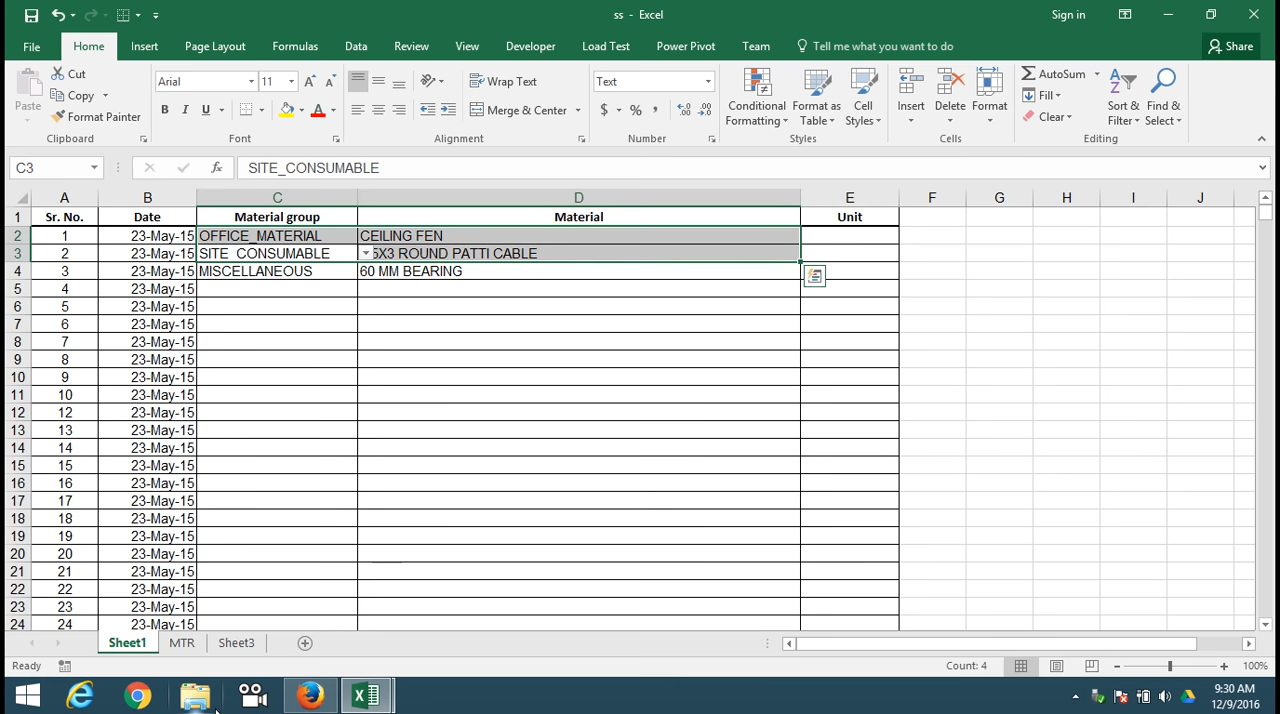 ss - Excel
Sign in
File Home Insert Page Layout Formulas Data Review View Developer Load Test Power Pivot Team Tell me what you want to do Share
Paste
Cut
Copy
Format Painter
Clipboard
Arial 11
B I U
Font
Wrap Text
Merge & Center
Alignment
Text
$ % ,
Number
Conditional Formatting
Format as Table
Cell Styles
Styles
Insert Delete Format
Cells
AutoSum
Fill
Clear
Sort & Filter
Find & Select
Editing
C3 fx SITE_CONSUMABLE
A B C D E F G H I J
1 Sr. No. Date Material group Material Unit
2 1 23-May-15 OFFICE_MATERIAL CEILING FEN
3 2 23-May-15 SITE_CONSUMABLE 5X3 ROUND PATTI CABLE
4 3 23-May-15 MISCELLANEOUS 60 MM BEARING
5 4 23-May-15
6 5 23-May-15
7 6 23-May-15
8 7 23-May-15
9 8 23-May-15
10 9 23-May-15
11 10 23-May-15
12 12 23-May-15
13 13 23-May-15
14 14 23-May-15
15 15 23-May-15
16 16 23-May-15
17 17 23-May-15
18 18 23-May-15
19 19 23-May-15
20 20 23-May-15
21 21 23-May-15
22 22 23-May-15
23 23 23-May-15
24 24 23-May-15
Sheet1 MTR Sheet3
Ready Count: 4 100%
9:30 AM
12/9/2016